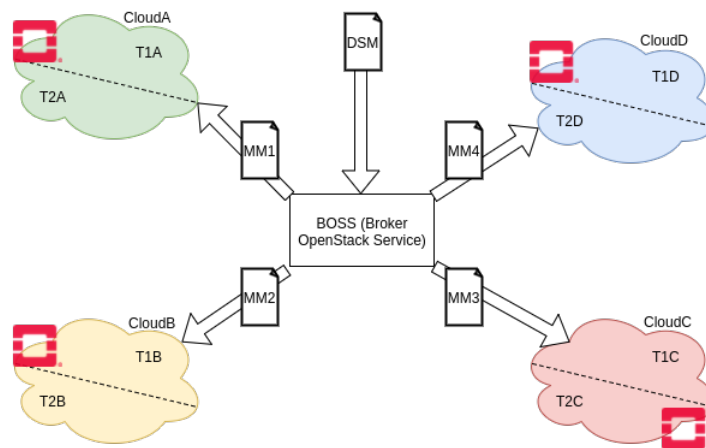 CloudA
T1A
T2A
DSM
CloudD
T1D
T2D
MM1
MM4
BOSS (Broker
OpenStack Service)
MM2
MM3
CloudB
T1B
T2B
CloudC
T1C
T2C